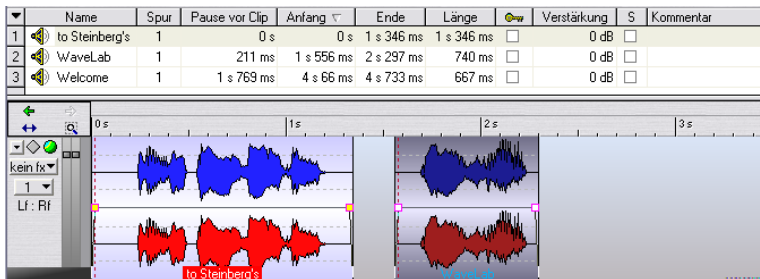 Name Spur Pause vor Clip Anfang Ende Länge Verstärkung S Kommentar
1 to Steinberg's 1 0 s 0 s 1 s 346 ms 1 s 346 ms 0 dB
2 WaveLab 1 211 ms 1 s 556 ms 2 s 297 ms 740 ms 0 dB
3 Welcome 1 1 s 769 ms 4 s 66 ms 4 s 733 ms 667 ms 0 dB
0 s 1 s 2 s 3 s
kein fx
1
Lf : Rf
to Steinberg's WaveLab